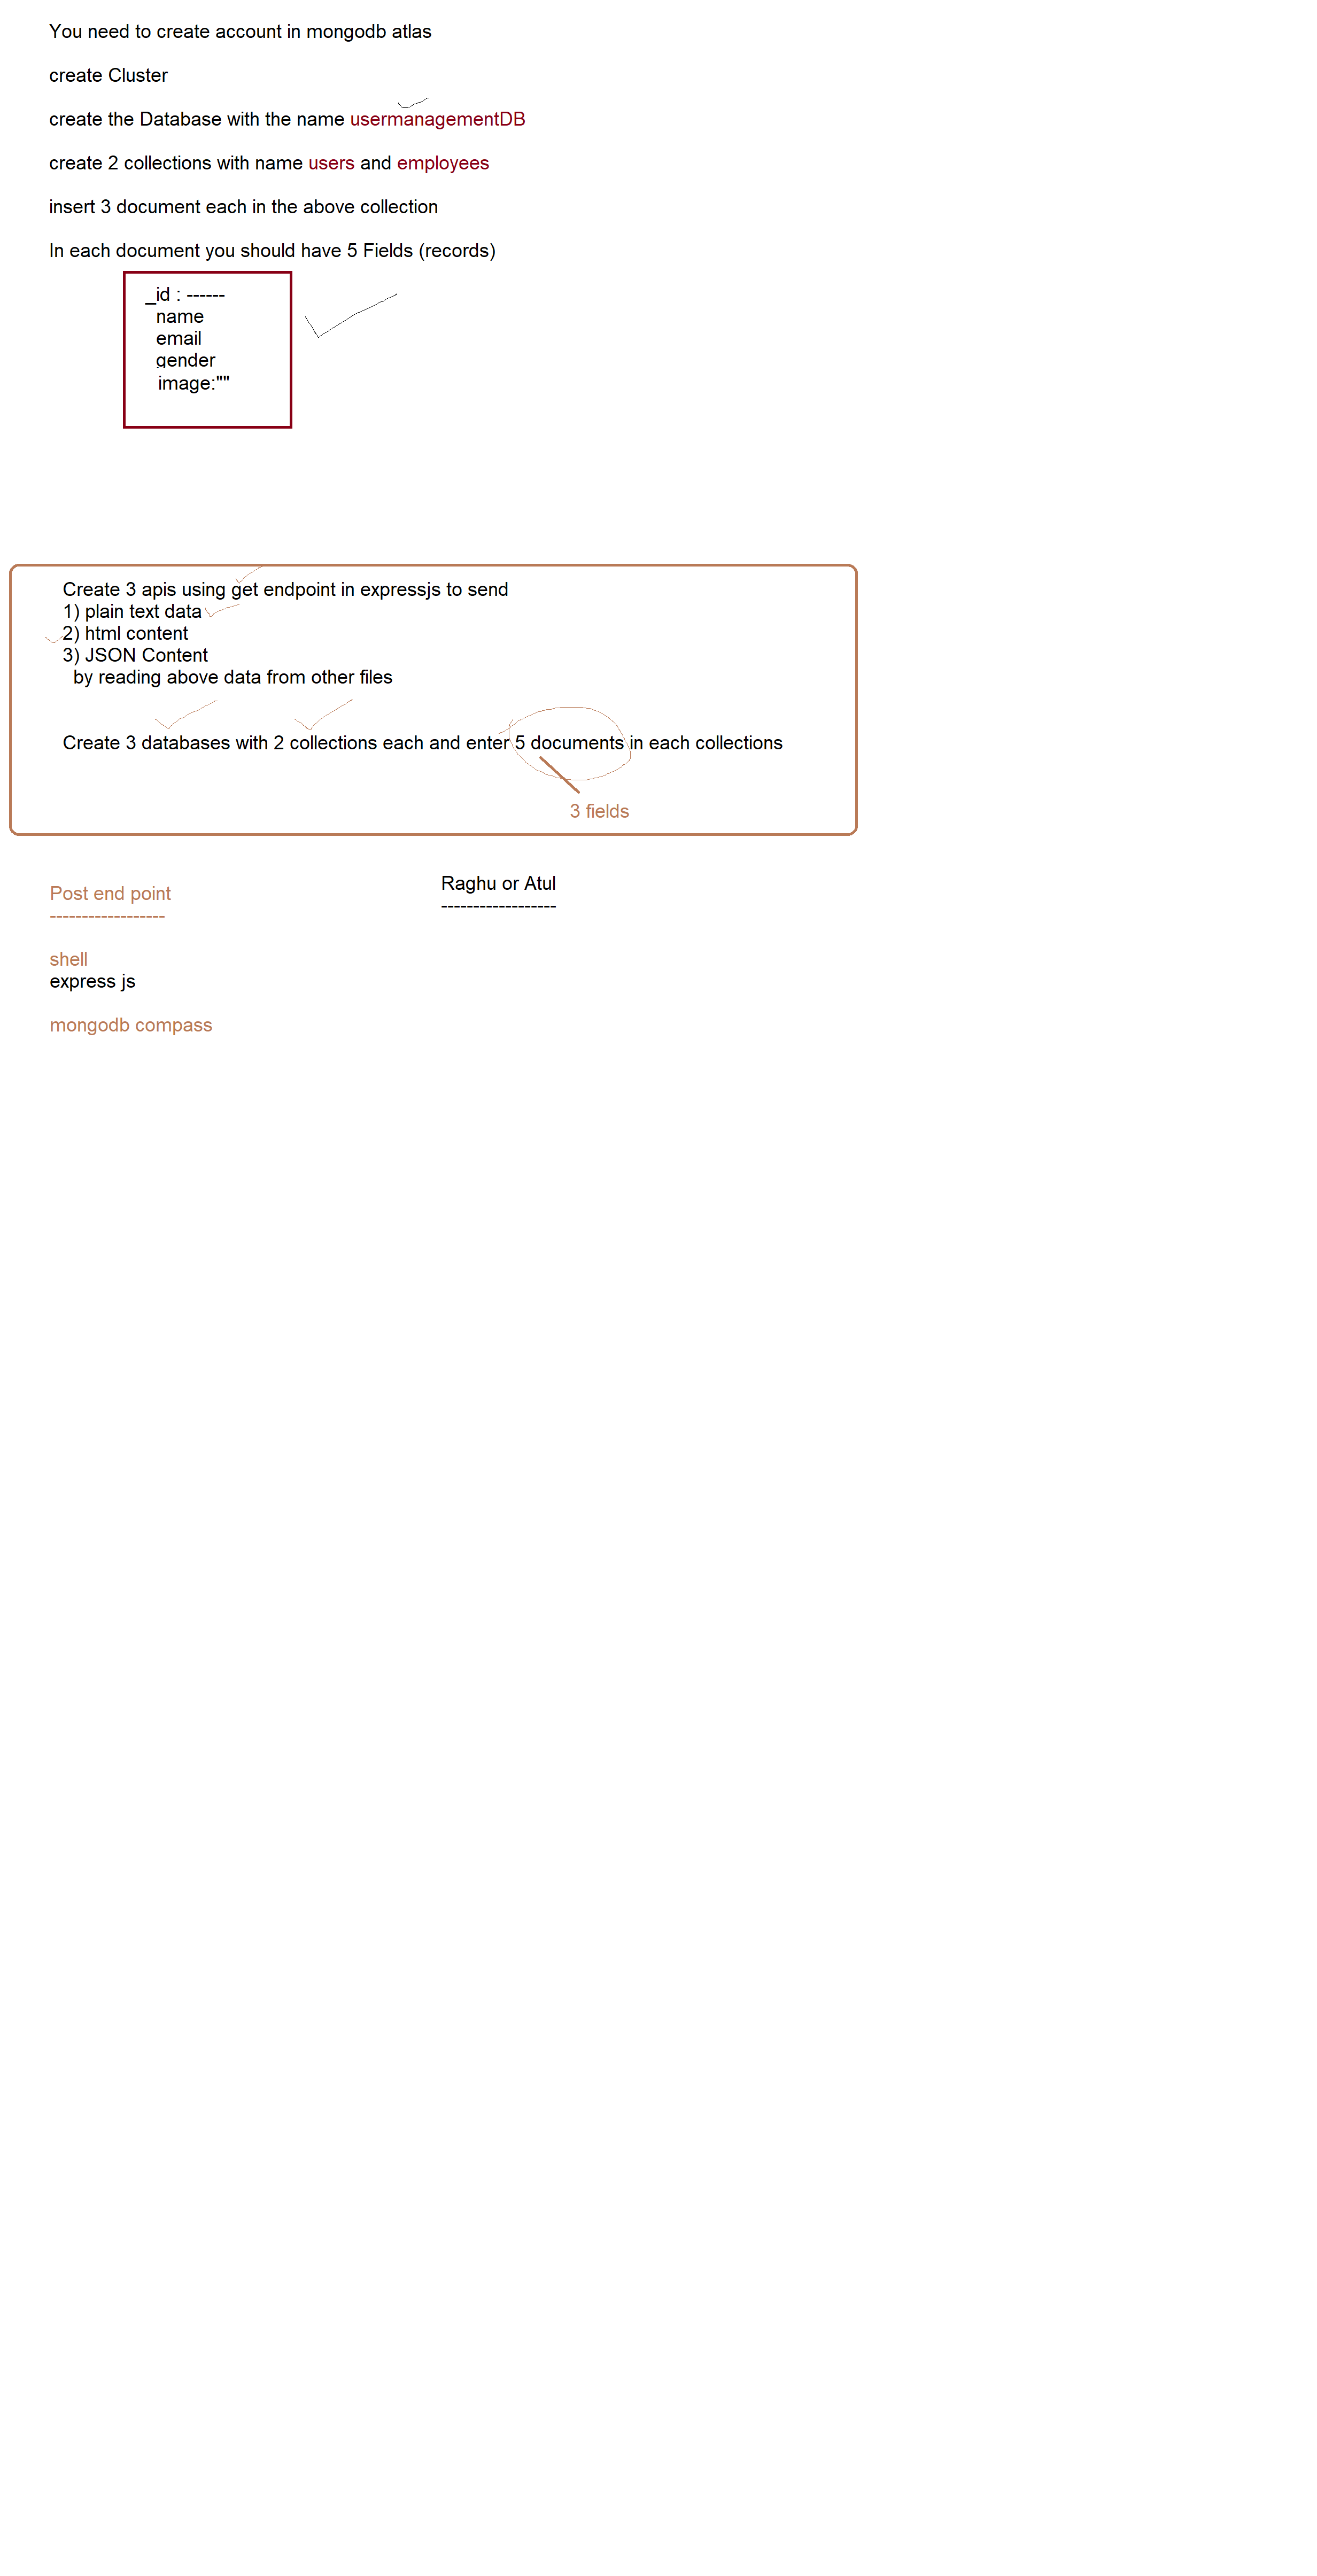 You need to create account in mongodb atlas
create Cluster
create the Database with the name usermanagementDB
create 2 collections with name users and employees
insert 3 document each in the above collection
In each document you should have 5 Fields (records)
_id : ------
name
email
gender
image:""
Create 3 apis using get endpoint in expressjs to send
1) plain text data
2) html content
3) JSON Content
by reading above data from other files
Create 3 databases with 2 collections each and enter 5 documents in each collections
3 fields
Post end point
------------------
Raghu or Atul
------------------
shell
express js
mongodb compass